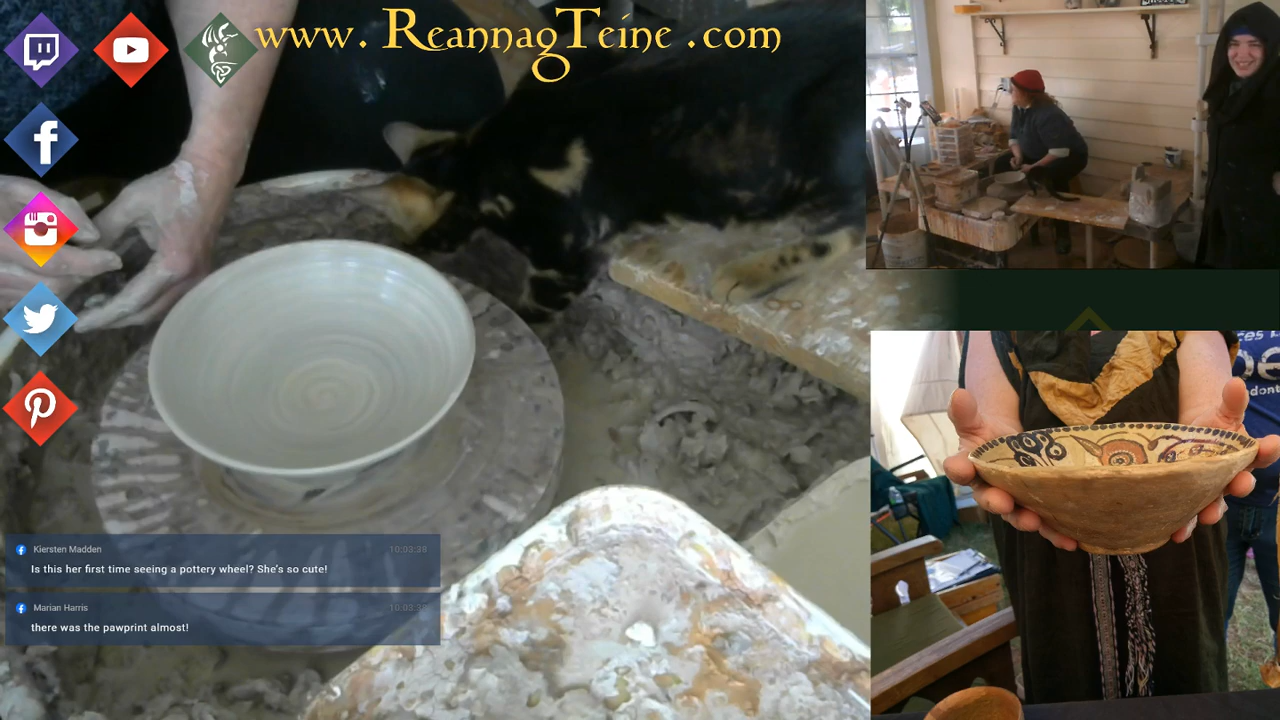 www.ReannagTeine.com
Kiersten Madden
10:03:38
Is this her first time seeing a pottery wheel? She's so cute!
Marian Harris
there was the pawprint almost!